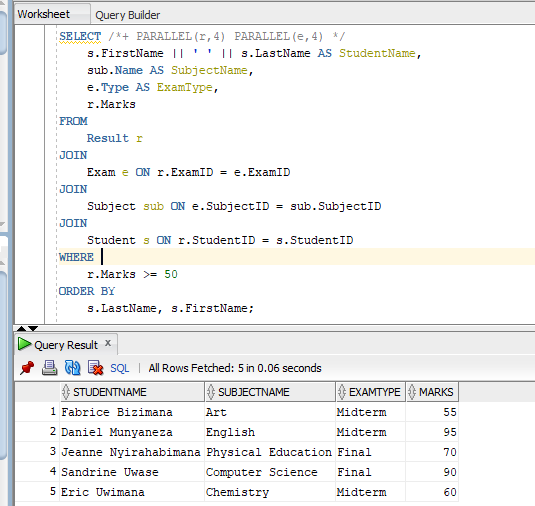 Worksheet Query Builder
SELECT /*+ PARALLEL(r,4) PARALLEL(e,4) */
s.FirstName || ' ' || s.LastName AS StudentName,
sub.Name AS SubjectName,
e.Type AS ExamType,
r.Marks
FROM
Result r
JOIN
Exam e ON r.ExamID = e.ExamID
JOIN
Subject sub ON e.SubjectID = sub.SubjectID
JOIN
Student s ON r.StudentID = s.StudentID
WHERE
r.Marks >= 50
ORDER BY
s.LastName, s.FirstName;
Query Result x
SQL | All Rows Fetched: 5 in 0.06 seconds
STUDENTNAME SUBJECTNAME EXAMTYPE MARKS
1 Fabrice Bizimana Art Midterm 55
2 Daniel Munyaneza English Midterm 95
3 Jeanne Nyirahabimana Physical Education Final 70
4 Sandrine Uwase Computer Science Final 90
5 Eric Uwimana Chemistry Midterm 60